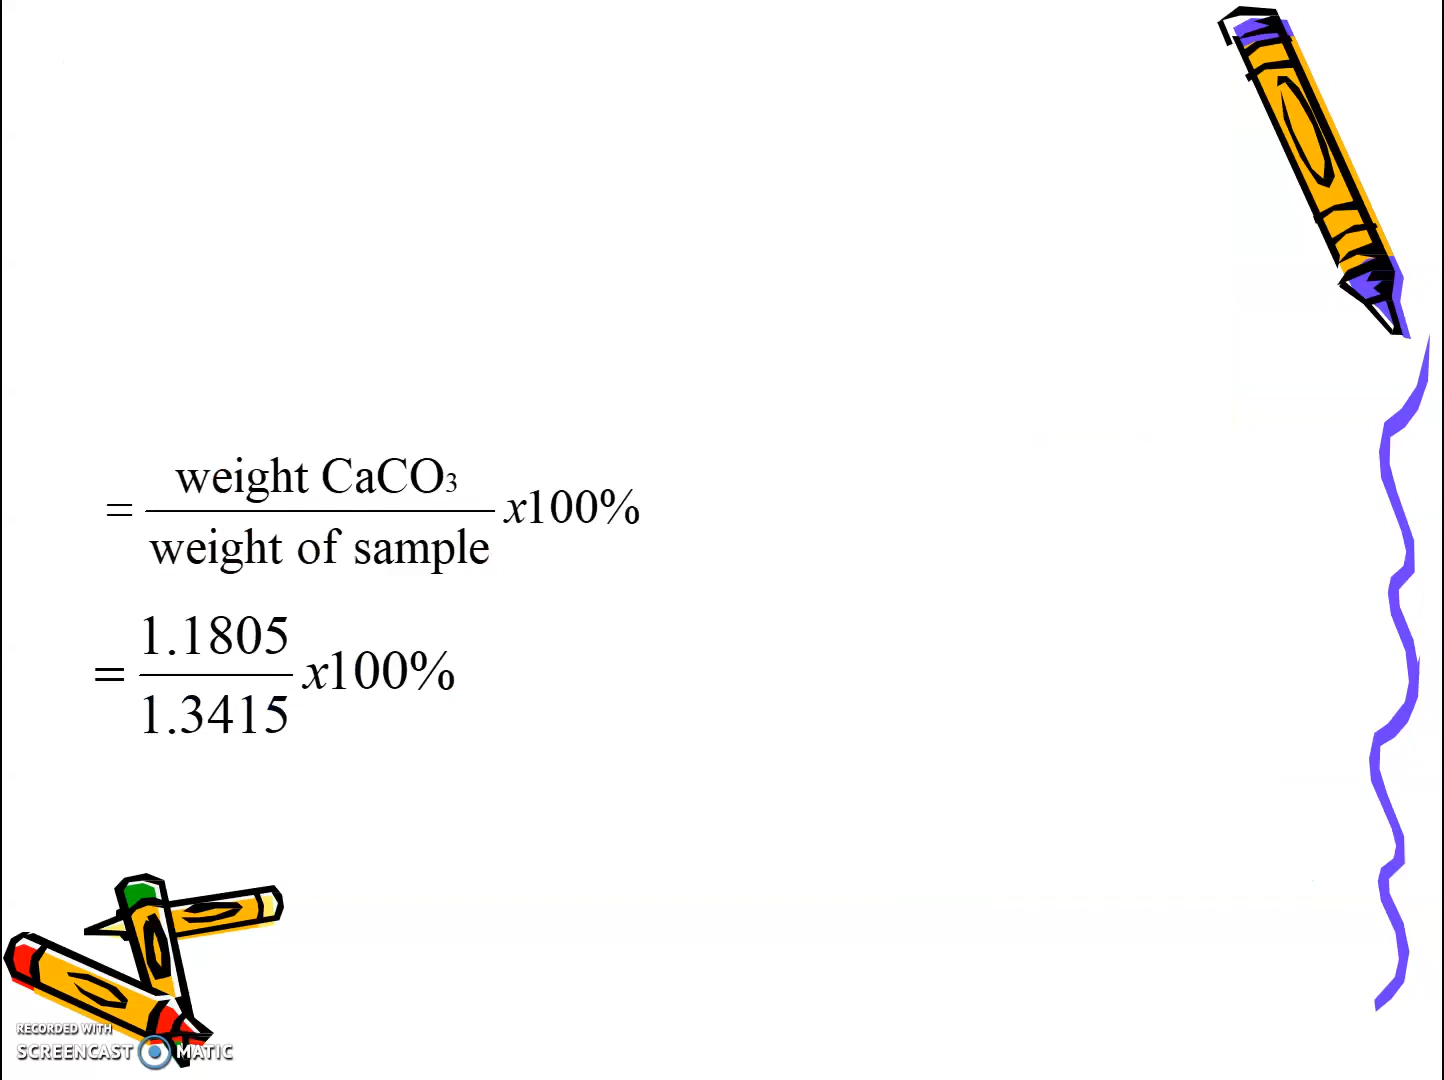 = weight CaCO₃ / weight of sample x100%
= 1.1805 / 1.3415 x100%
RECORDED WITH
SCREENCAST MATIC